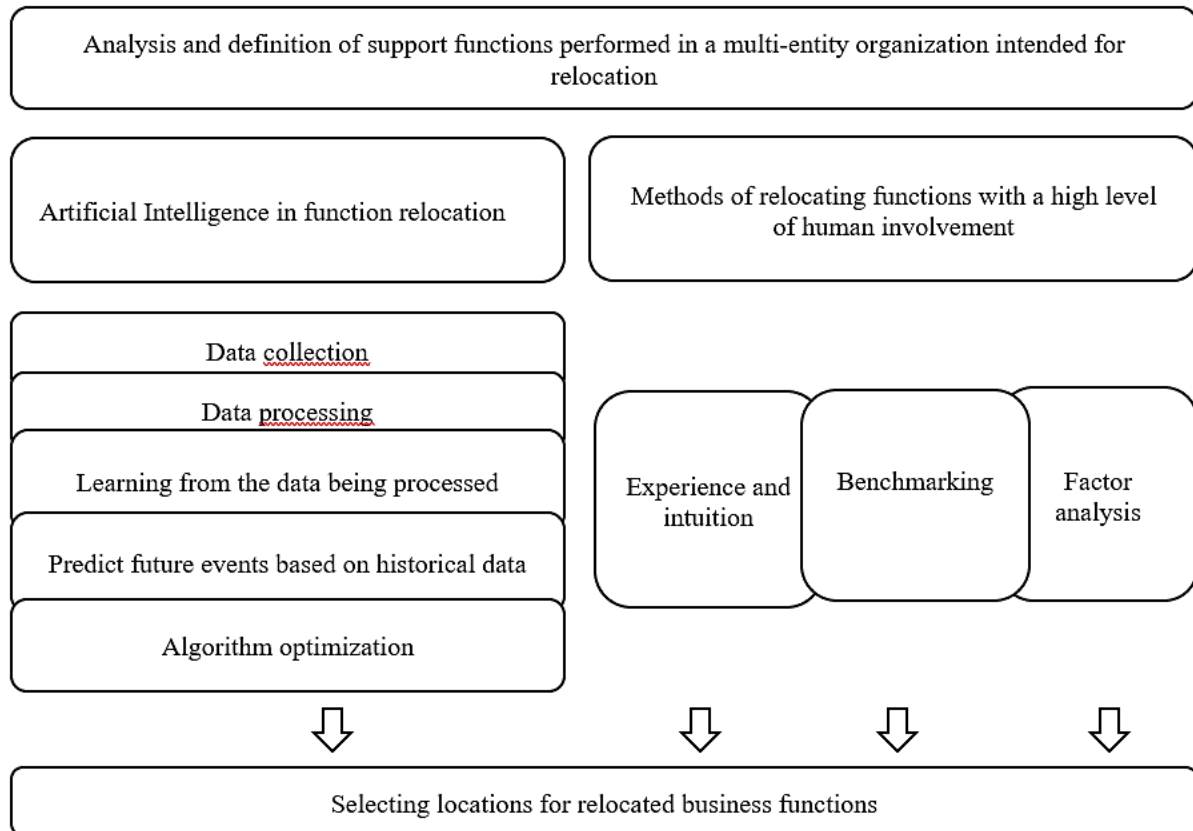 Analysis and definition of support functions performed in a multi-entity organization intended for
relocation
Artificial Intelligence in function relocation
Methods of relocating functions with a high level
of human involvement
Data collection
Data processing
Learning from the data being processed
Predict future events based on historical data
Algorithm optimization
Experience and
intuition
Benchmarking
Factor
analysis
Selecting locations for relocated business functions